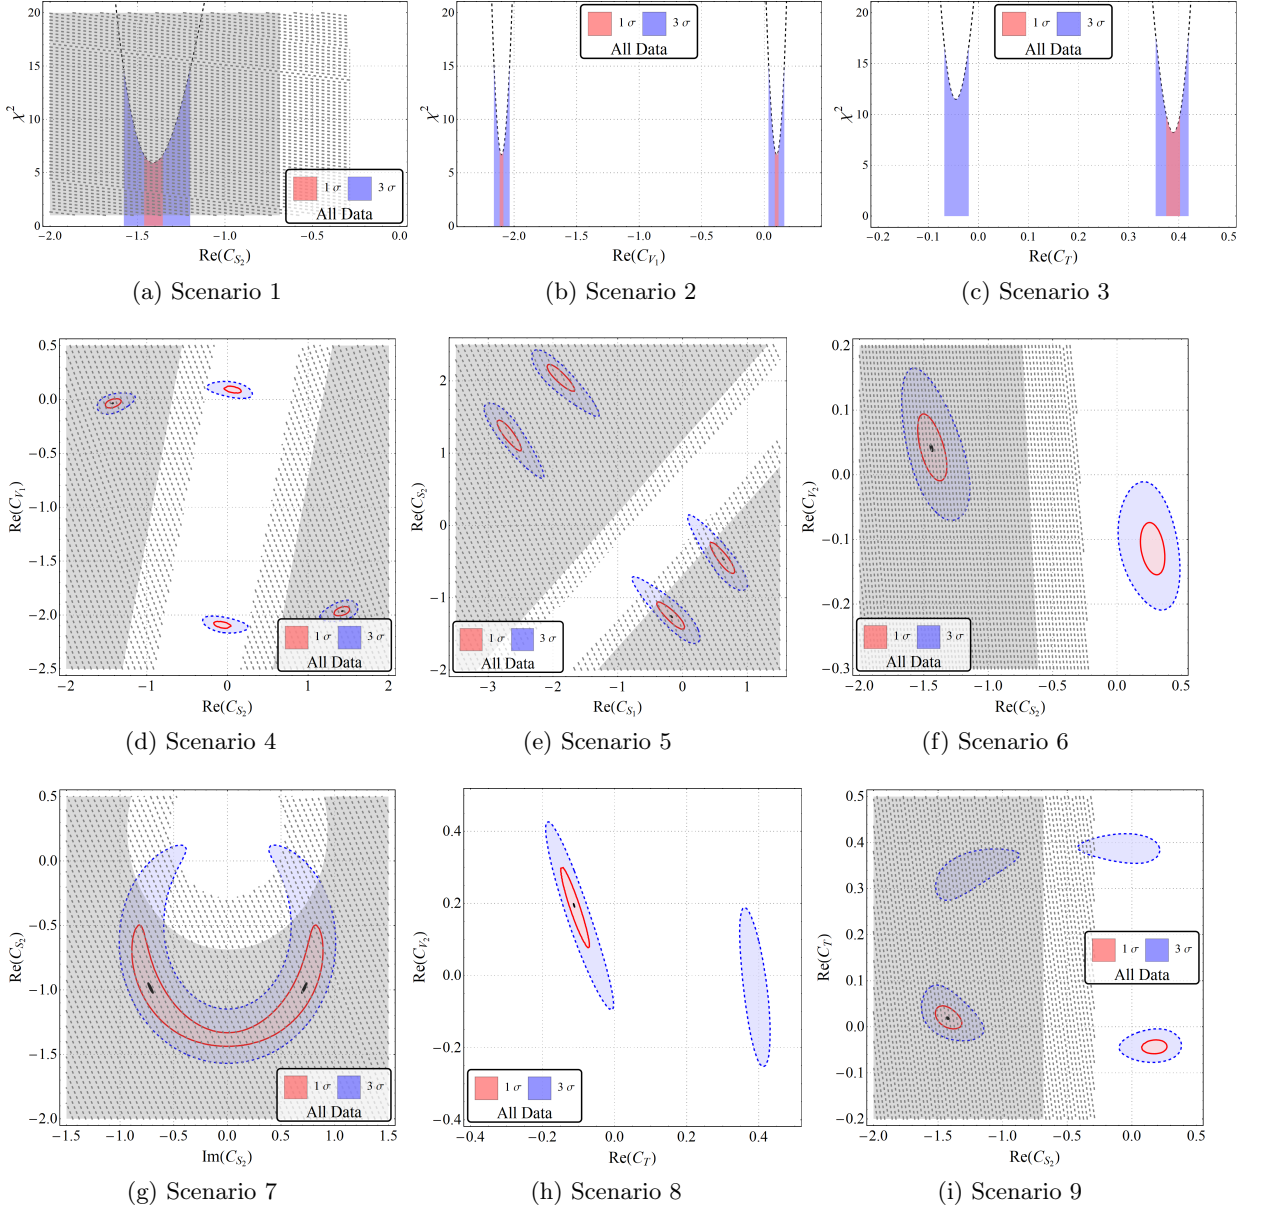 20
15
10
5
0
χ²
-2.0 -1.5 -1.0 -0.5 0.0
Re(C_{S_2})
1 σ 3 σ
All Data
(a) Scenario 1
20
15
10
5
0
χ²
-2.0 -1.5 -1.0 -0.5 0.0
Re(C_{V_1})
1 σ 3 σ
All Data
(b) Scenario 2
20
15
10
5
0
χ²
-0.2 -0.1 0.0 0.1 0.2 0.3 0.4 0.5
Re(C_T)
1 σ 3 σ
All Data
(c) Scenario 3
0.5
0.0
-0.5
-1.0
-1.5
-2.0
-2.5
Re(C_{V_1})
-2 -1 0 1 2
Re(C_{S_2})
1 σ 3 σ
All Data
(d) Scenario 4
2
1
0
-1
-2
Re(C_{S_2})
-3 -2 -1 0 1
Re(C_{S_1})
1 σ 3 σ
All Data
(e) Scenario 5
0.2
0.1
0.0
-0.1
-0.2
-0.3
Re(C_{V_2})
-2.0 -1.5 -1.0 -0.5 0.0 0.5
Re(C_{S_2})
1 σ 3 σ
All Data
(f) Scenario 6
0.5
0.0
-0.5
-1.0
-1.5
-2.0
Re(C_{S_2})
-1.5 -1.0 -0.5 0.0 0.5 1.0 1.5
Im(C_{S_2})
1 σ 3 σ
All Data
(g) Scenario 7
0.4
0.2
0.0
-0.2
-0.4
Re(C_{V_2})
-0.4 -0.2 0.0 0.2 0.4
Re(C_T)
1 σ 3 σ
All Data
(h) Scenario 8
0.5
0.4
0.3
0.2
0.1
0.0
-0.1
-0.2
Re(C_T)
-2.0 -1.5 -1.0 -0.5 0.0 0.5
Re(C_{S_2})
1 σ 3 σ
All Data
(i) Scenario 9